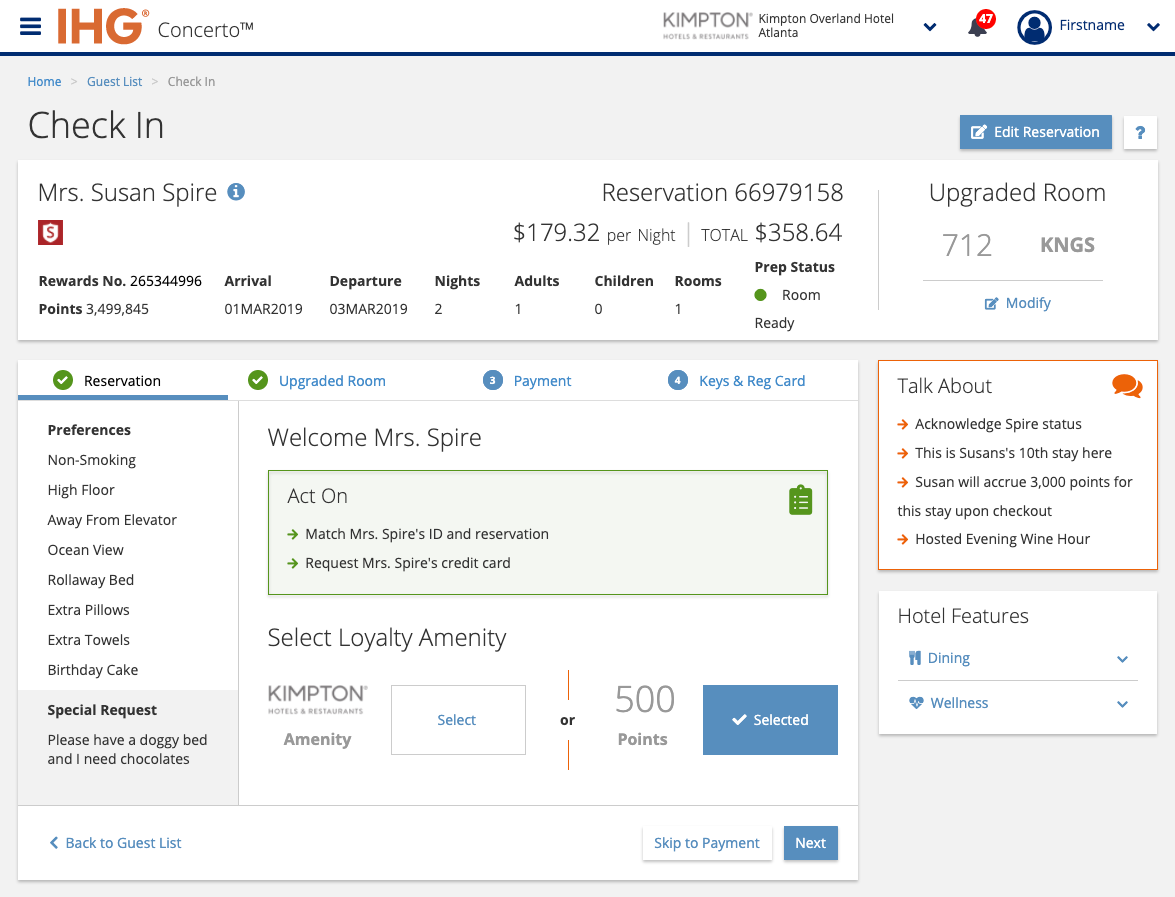 IHG® Concerto™
KIMPTON®
HOTELS & RESTAURANTS
Kimpton Overland Hotel
Atlanta
47
Firstname
Home > Guest List > Check In
Check In
Edit Reservation
?
Mrs. Susan Spire
S
Reservation 66979158
$179.32 per Night | TOTAL $358.64
Rewards No. 265344996
Points 3,499,845
Arrival
01MAR2019
Departure
03MAR2019
Nights
2
Adults
1
Children
0
Rooms
1
Prep Status
Room
Ready
Upgraded Room
712 KNGS
Modify
Reservation
Upgraded Room
3 Payment
4 Keys & Reg Card
Preferences
Non-Smoking
High Floor
Away From Elevator
Ocean View
Rollaway Bed
Extra Pillows
Extra Towels
Birthday Cake
Special Request
Please have a doggy bed
and I need chocolates
Welcome Mrs. Spire
Act On
Match Mrs. Spire's ID and reservation
Request Mrs. Spire's credit card
Select Loyalty Amenity
KIMPTON®
HOTELS & RESTAURANTS
Amenity
Select
or
500
Points
Selected
Back to Guest List
Skip to Payment
Next
Talk About
Acknowledge Spire status
This is Susans's 10th stay here
Susan will accrue 3,000 points for
this stay upon checkout
Hosted Evening Wine Hour
Hotel Features
Dining
Wellness